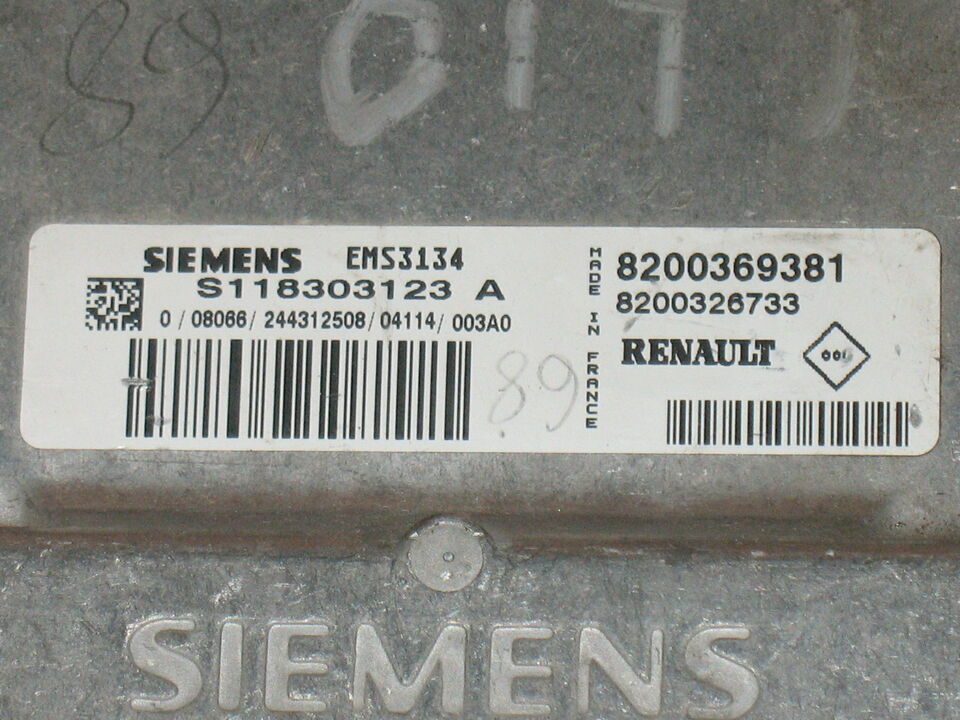 89
SIEMENS EMS3134
S118303123 A
0 / 08066 / 244312508 / 04114 / 003A0
89
MADE IN FRANCE
8200369381
8200326733
RENAULT
SIEMENS